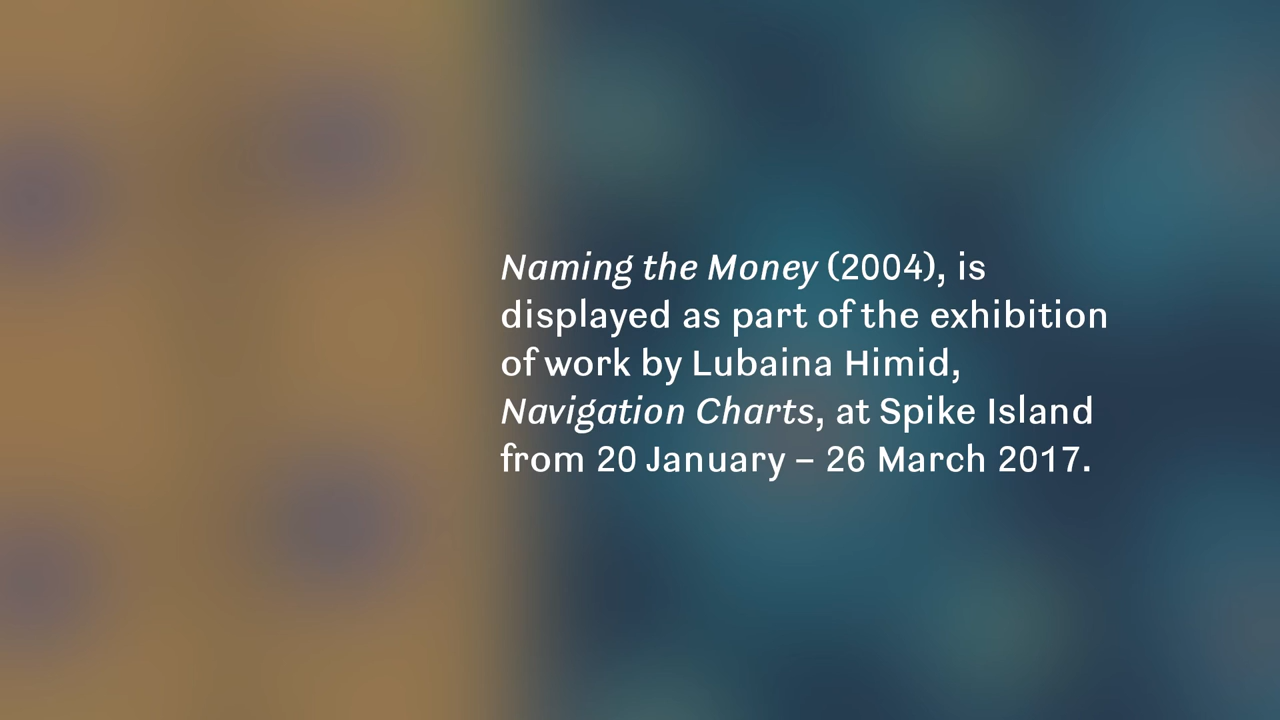 Naming the Money (2004), is
displayed as part of the exhibition
of work by Lubaina Himid,
Navigation Charts, at Spike Island
from 20 January – 26 March 2017.